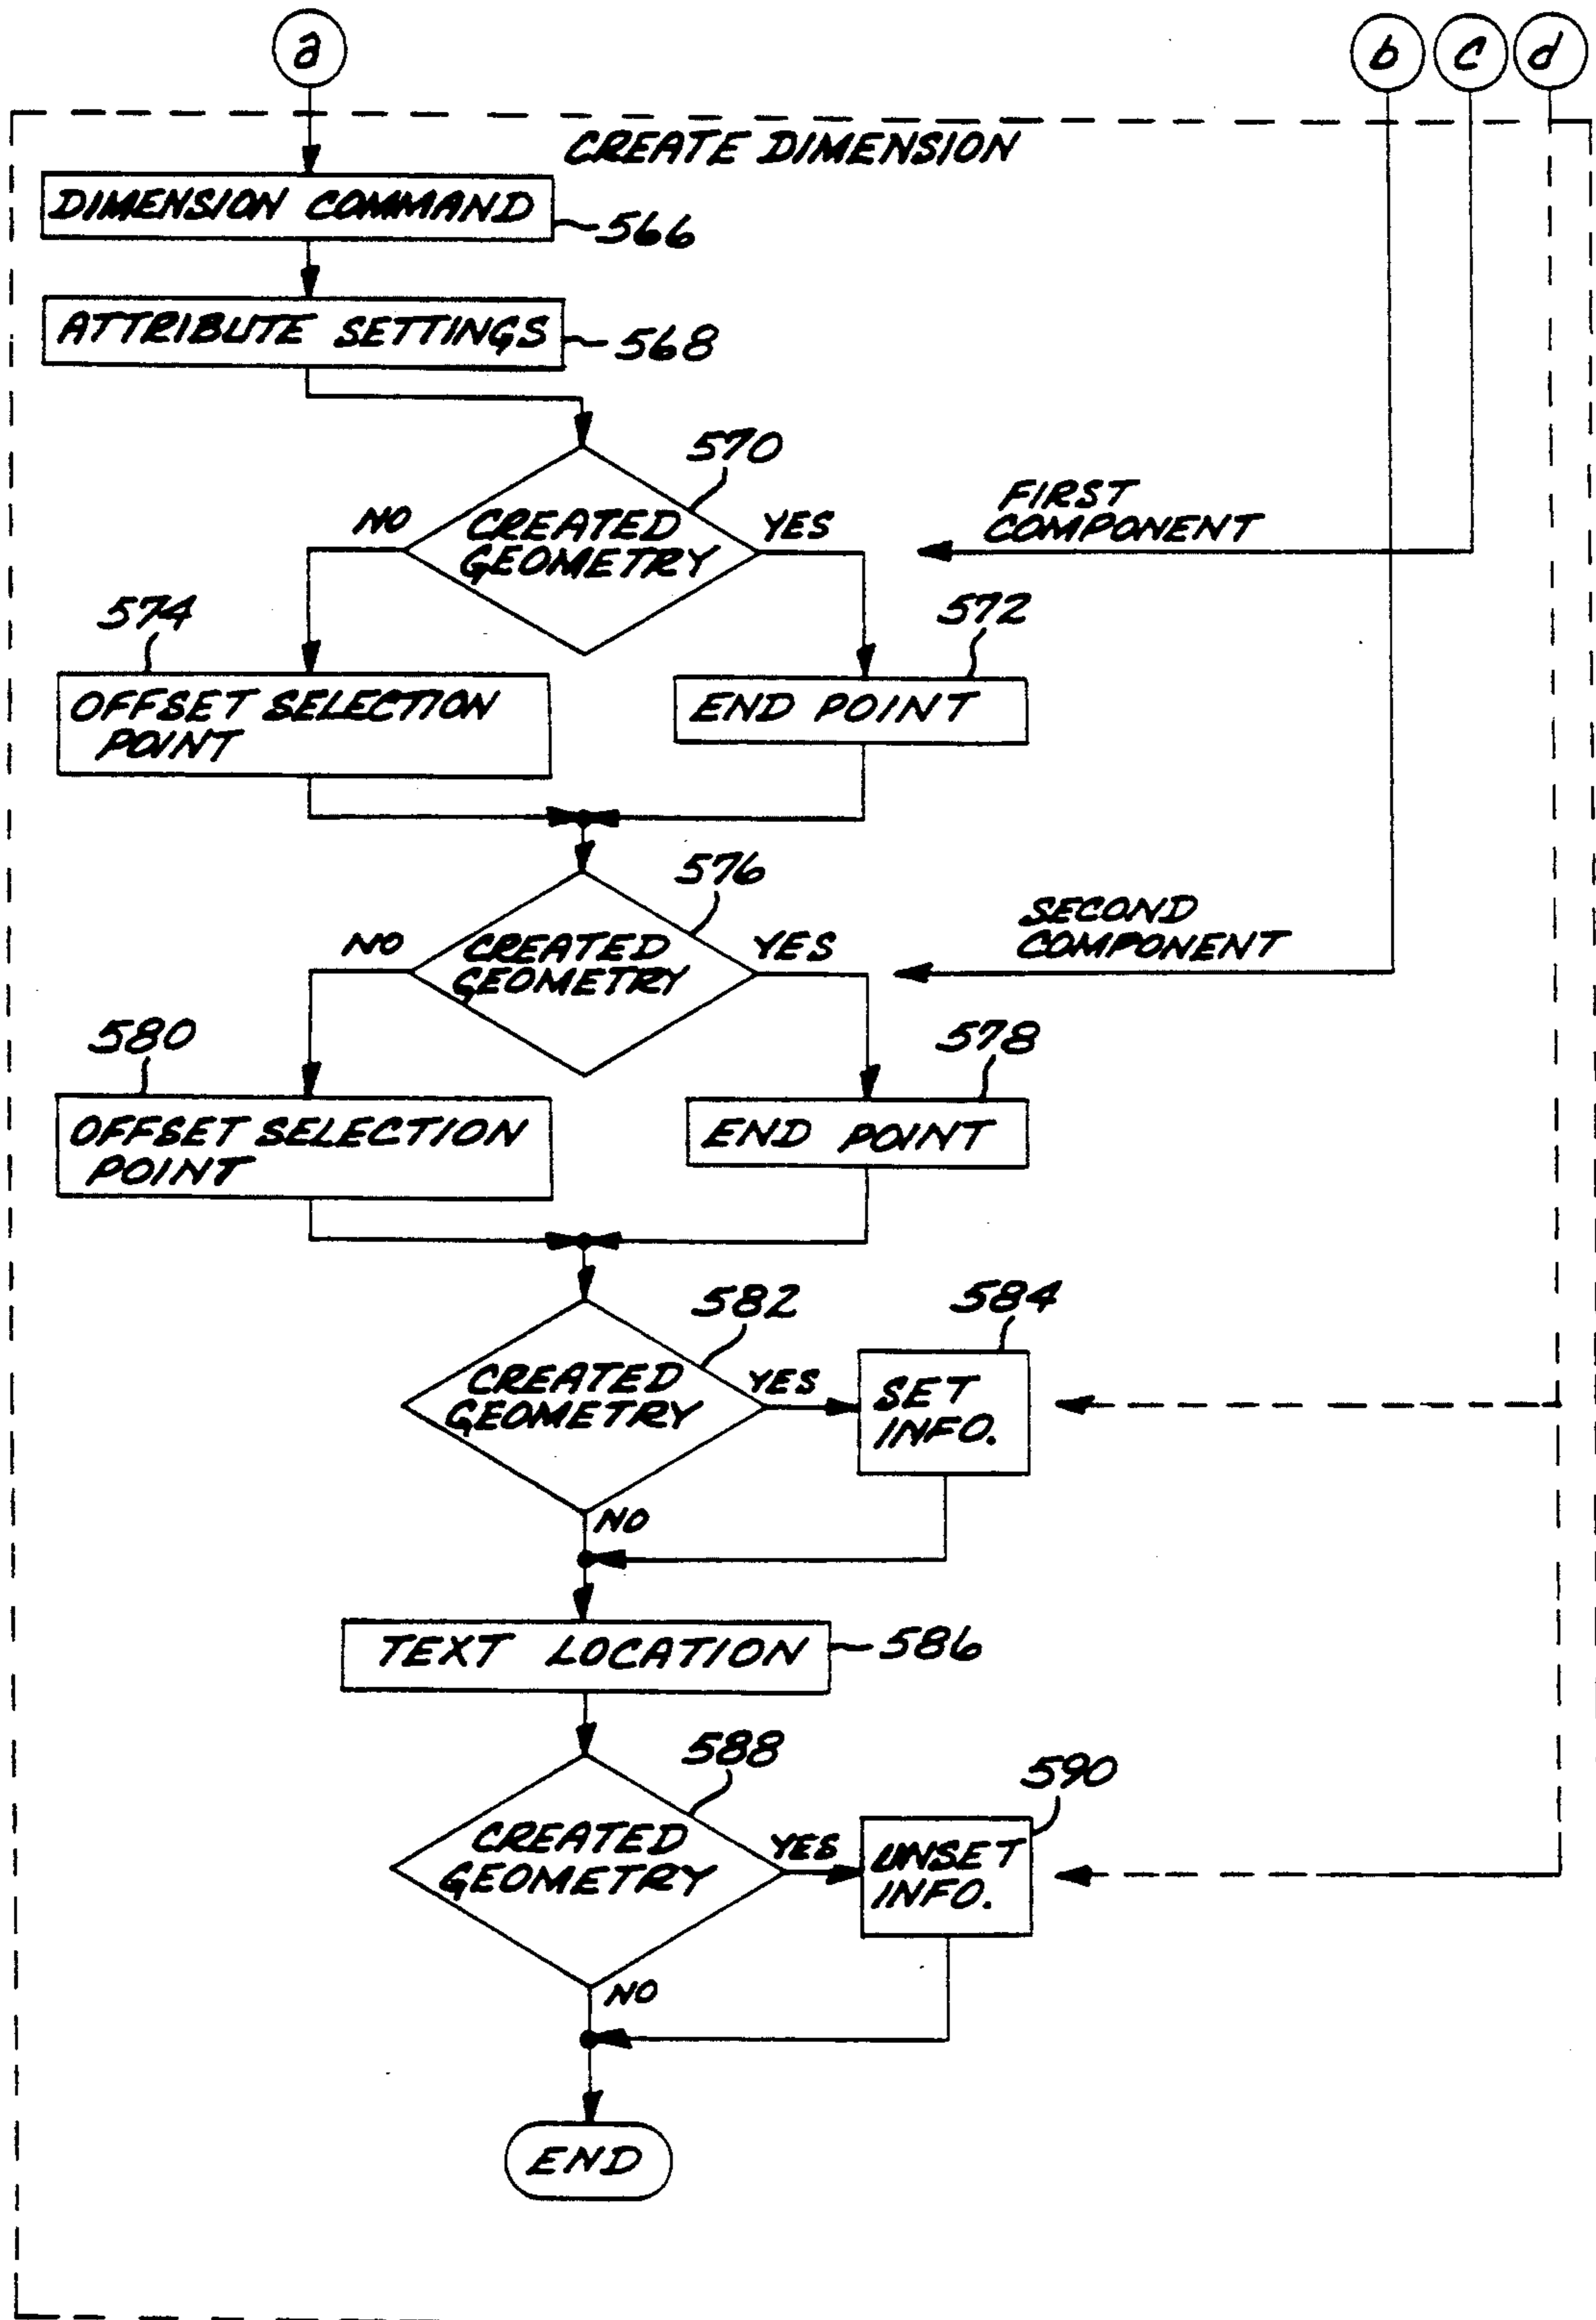 a
b c d
CREATE DIMENSION
DIMENSION COMMAND
566
ATTRIBUTE SETTINGS
568
570
NO
CREATED
GEOMETRY
YES
FIRST
COMPONENT
574
572
OFFSET SELECTION
POINT
END POINT
576
NO
CREATED
GEOMETRY
YES
SECOND
COMPONENT
580
578
OFFSET SELECTION
POINT
END POINT
582
584
CREATED
GEOMETRY
YES
SET
INFO.
NO
TEXT LOCATION
586
588
590
CREATED
GEOMETRY
YES
UNSET
INFO.
NO
END